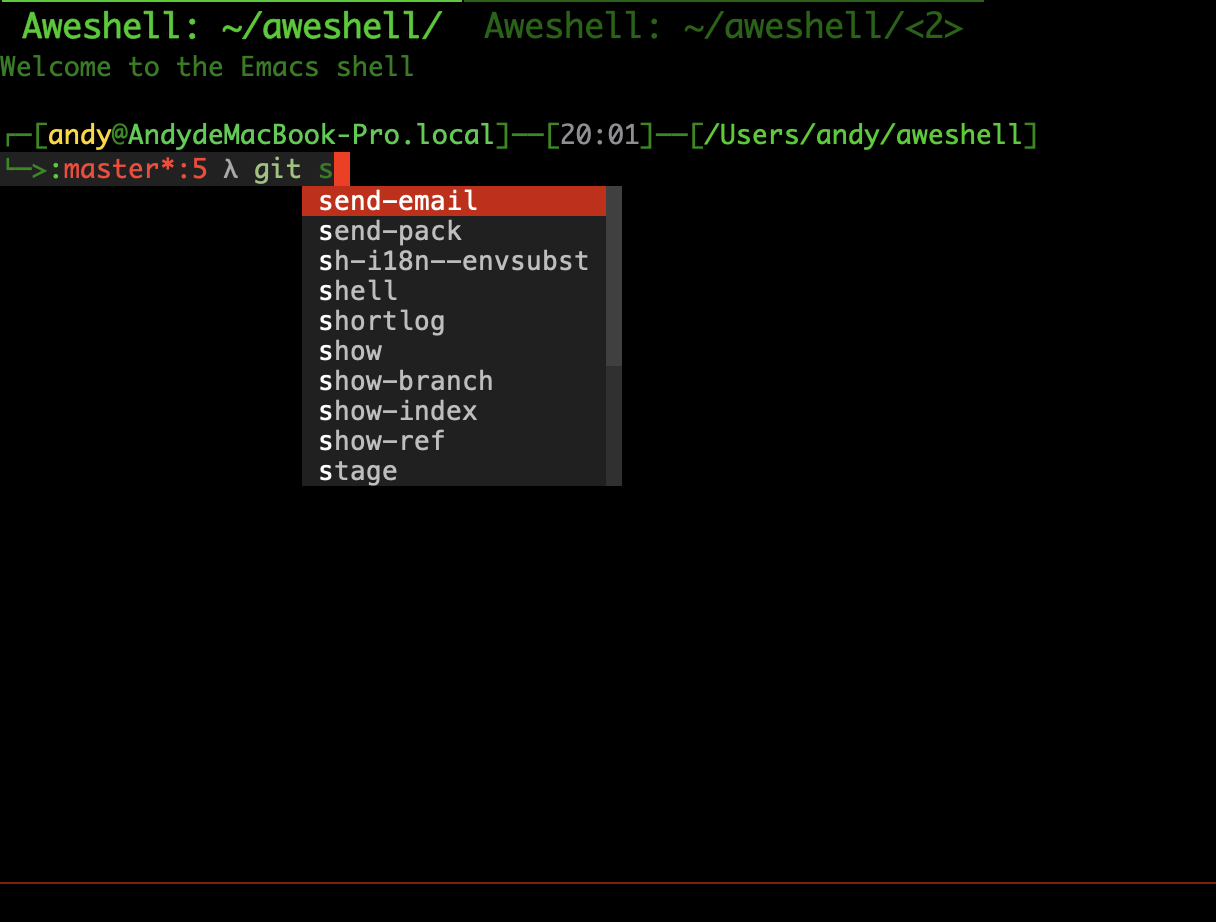 Aweshell: ~/aweshell/ Aweshell: ~/aweshell/<2>
Welcome to the Emacs shell
┌─[andy@AndydeMacBook-Pro.local]──[20:01]──[/Users/andy/aweshell]
└─>:master*:5 λ git s
send-email
send-pack
sh-i18n--envsubst
shell
shortlog
show
show-branch
show-index
show-ref
stage